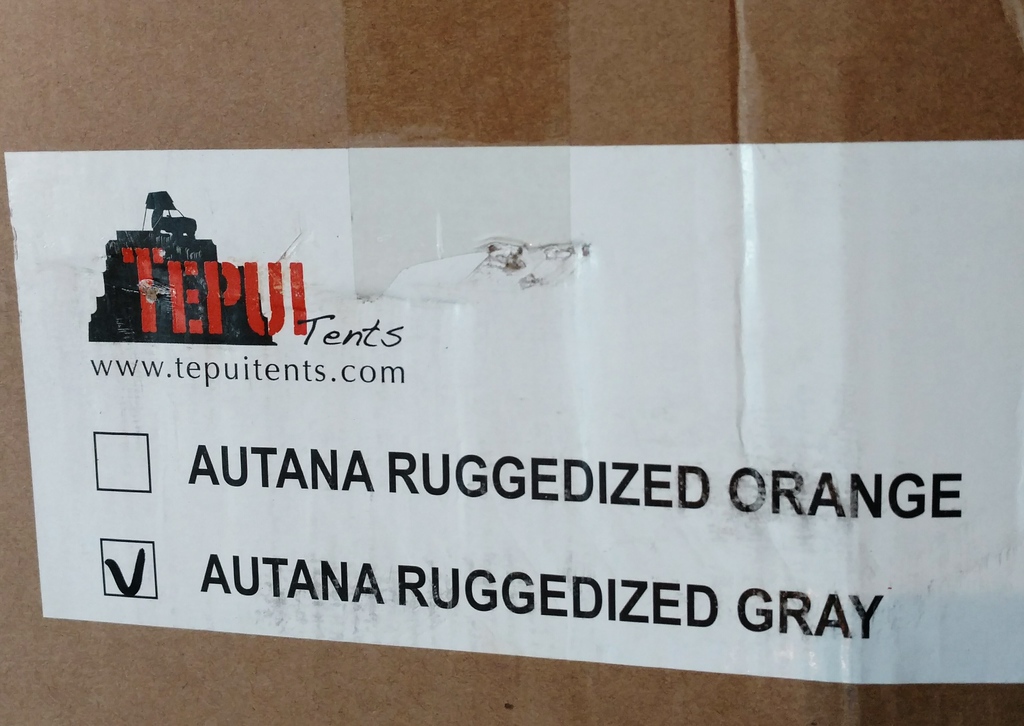 TEPUI
Tents
www.tepuitents.com
AUTANA RUGGEDIZED ORANGE
AUTANA RUGGEDIZED GRAY